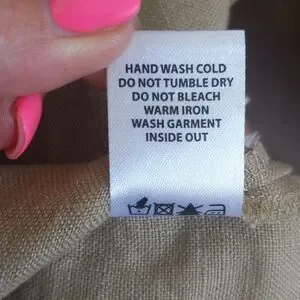 HAND WASH COLD
DO NOT TUMBLE DRY
DO NOT BLEACH
WARM IRON
WASH GARMENT
INSIDE OUT